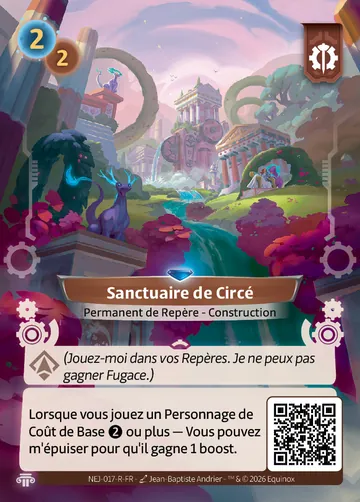 2
2
Sanctuaire de Circé
Permanent de Repère - Construction
(Jouez-moi dans vos Repères. Je ne peux pas
gagner Fugace.)
Lorsque vous jouez un Personnage de
Coût de Base 2 ou plus — Vous pouvez
m'épuiser pour qu'il gagne 1 boost.
NEJ-017-R-FR - Jean-Baptiste Andrier - ™ & © 2026 Equinox